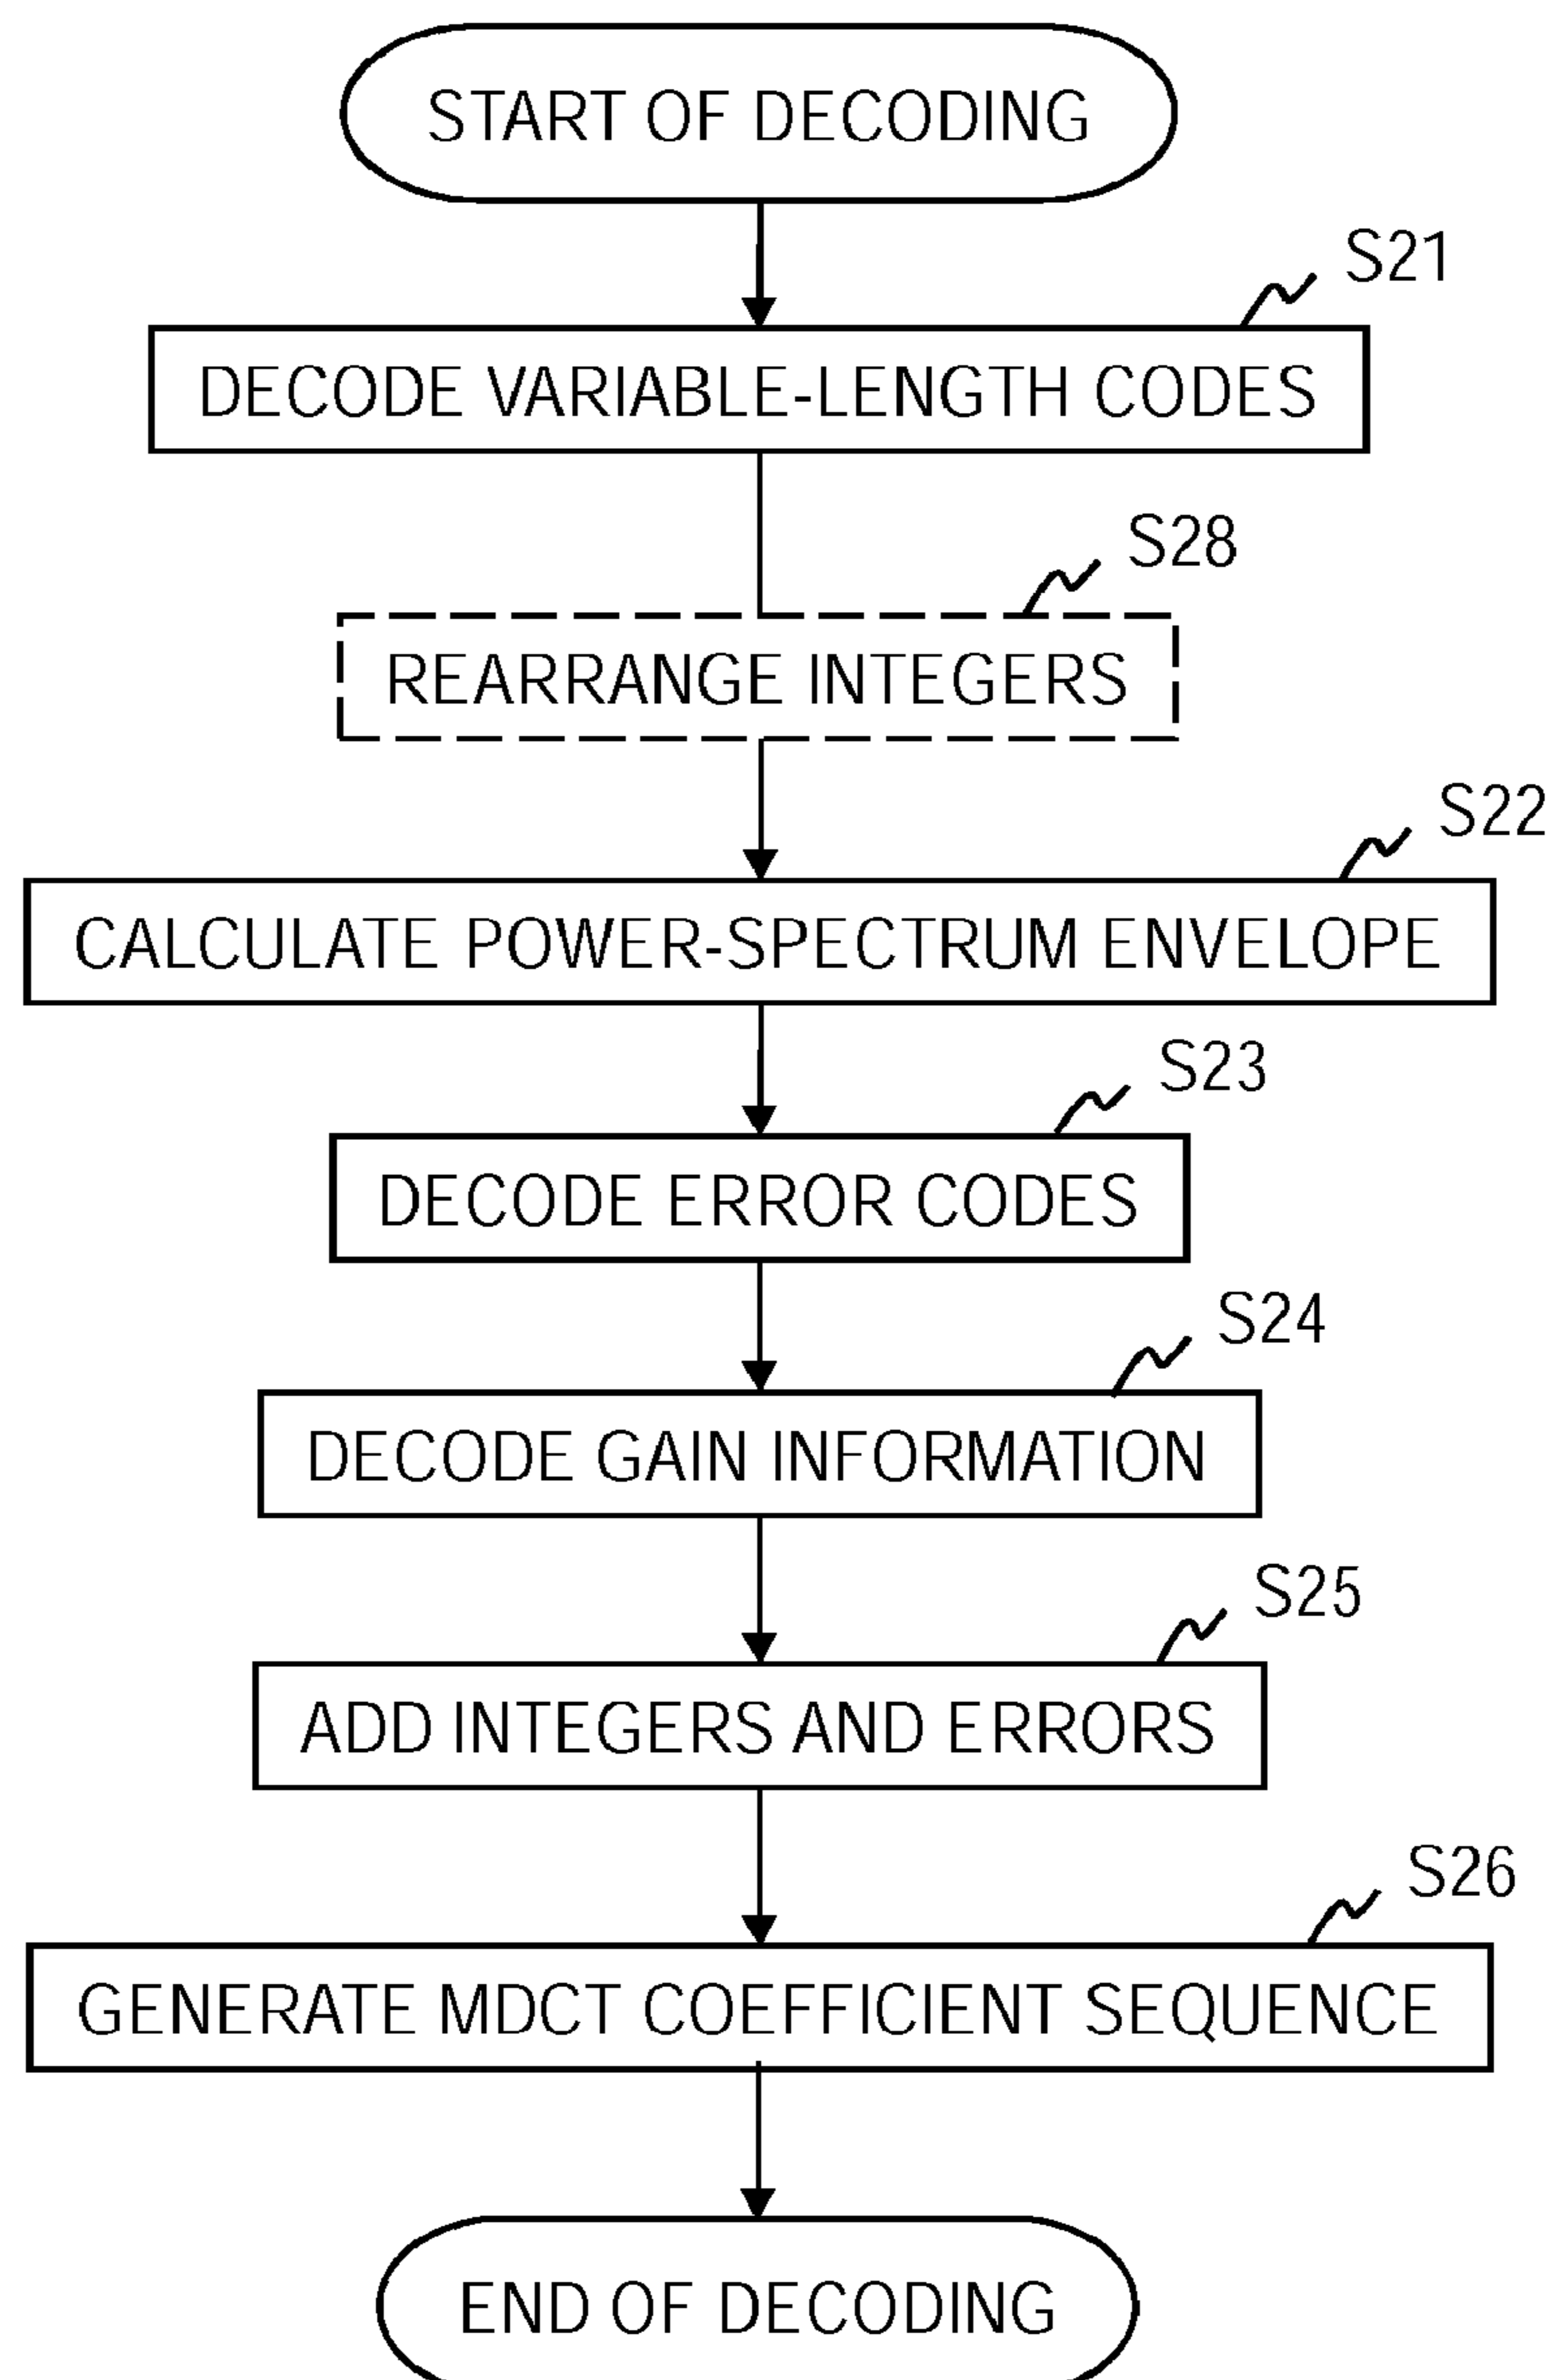 START OF DECODING
S21
DECODE VARIABLE-LENGTH CODES
S28
REARRANGE INTEGERS
S22
CALCULATE POWER-SPECTRUM ENVELOPE
S23
DECODE ERROR CODES
S24
DECODE GAIN INFORMATION
S25
ADD INTEGERS AND ERRORS
S26
GENERATE MDCT COEFFICIENT SEQUENCE
END OF DECODING